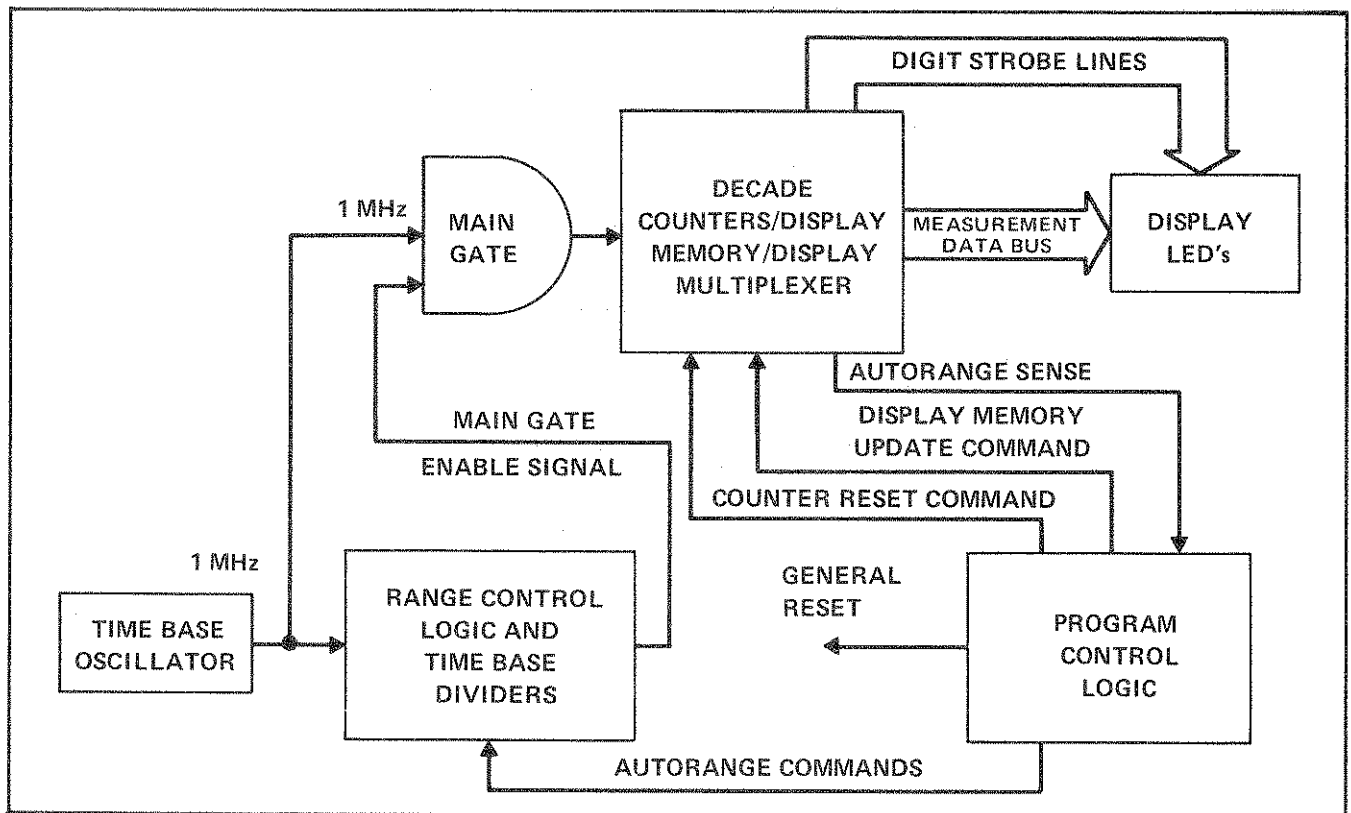 DIGIT STROBE LINES
1 MHz
MAIN
GATE
DECADE
COUNTERS/DISPLAY
MEMORY/DISPLAY
MULTIPLEXER
MEASUREMENT
DATA BUS
DISPLAY
LED's
AUTORANGE SENSE
DISPLAY MEMORY
UPDATE COMMAND
COUNTER RESET COMMAND
MAIN GATE
ENABLE SIGNAL
1 MHz
TIME BASE
OSCILLATOR
RANGE CONTROL
LOGIC AND
TIME BASE
DIVIDERS
GENERAL
RESET
PROGRAM
CONTROL
LOGIC
AUTORANGE COMMANDS